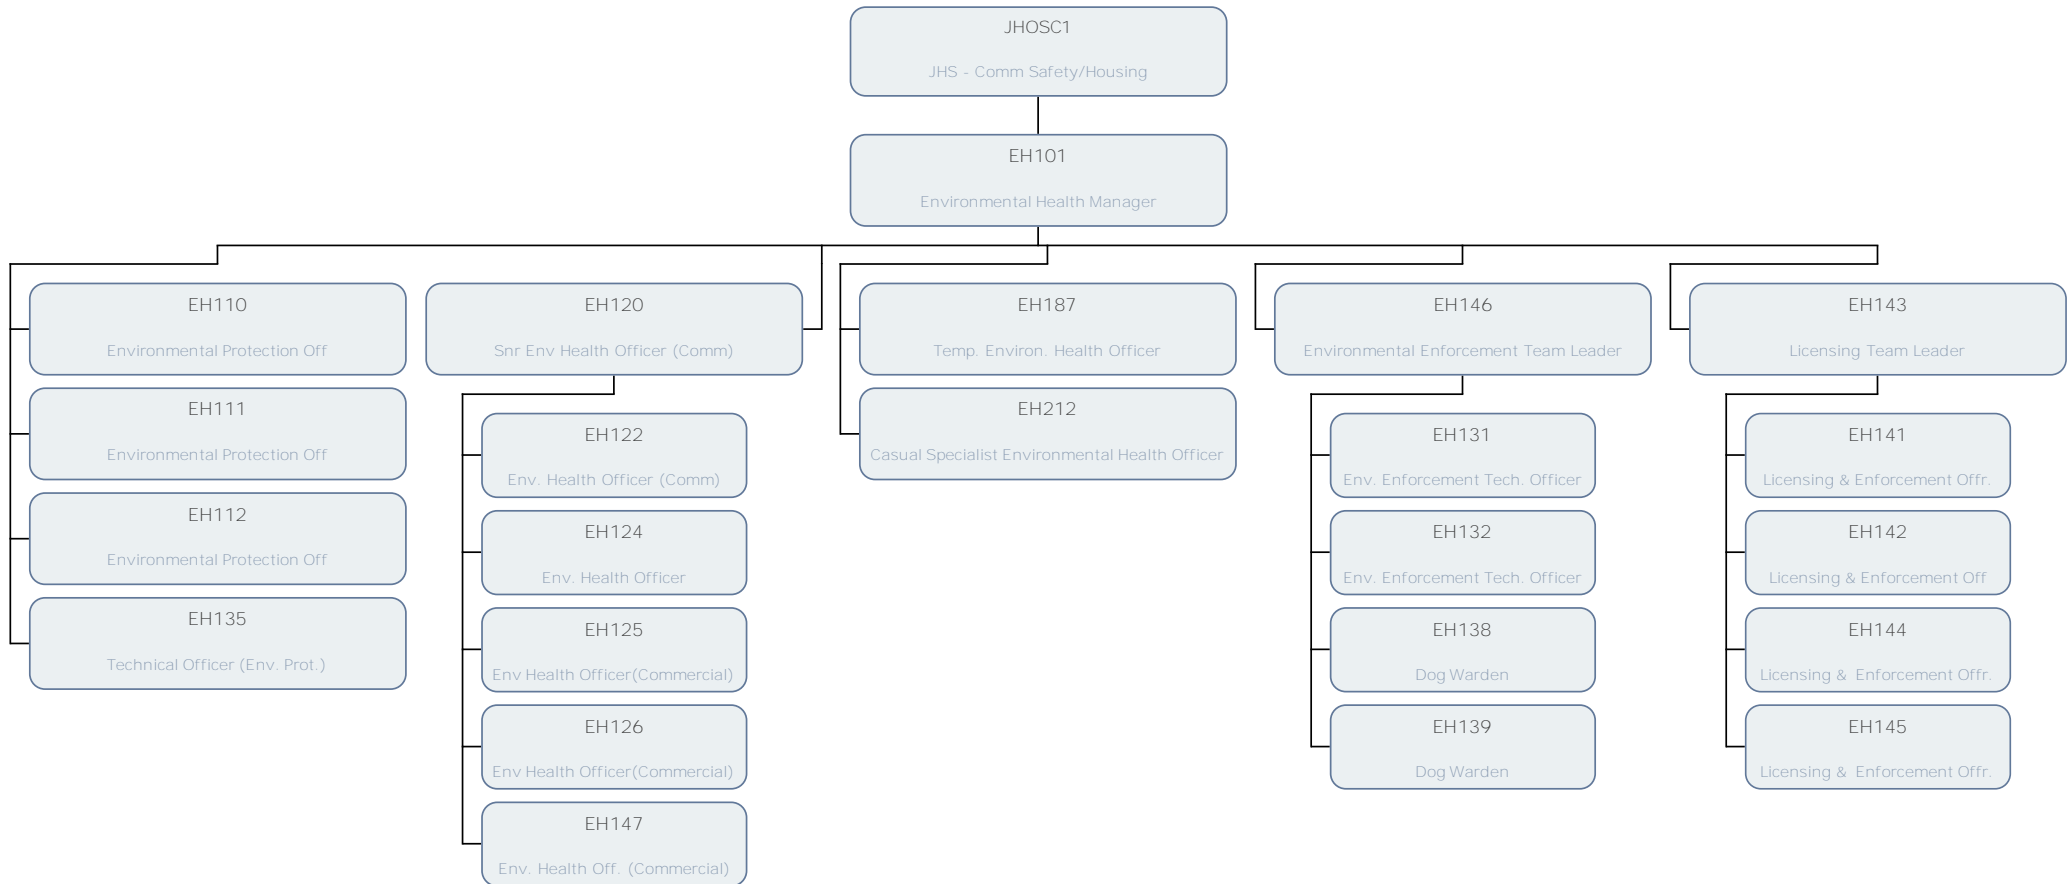 JHOSC1
JHS - Comm Safety/Housing
EH101
Environmental Health Manager
EH110
Environmental Protection Off
EH111
Environmental Protection Off
EH112
Environmental Protection Off
EH135
Technical Officer (Env. Prot.)
EH120
Snr Env Health Officer (Comm)
EH122
Env. Health Officer (Comm)
EH124
Env. Health Officer
EH125
Env Health Officer(Commercial)
EH126
Env Health Officer(Commercial)
EH147
Env. Health Off. (Commercial)
EH187
Temp. Environ. Health Officer
EH212
Casual Specialist Environmental Health Officer
EH146
Environmental Enforcement Team Leader
EH131
Env. Enforcement Tech. Officer
EH132
Env. Enforcement Tech. Officer
EH138
Dog Warden
EH139
Dog Warden
EH143
Licensing Team Leader
EH141
Licensing & Enforcement Offr.
EH142
Licensing & Enforcement Off
EH144
Licensing &  Enforcement Offr.
EH145
Licensing &  Enforcement Offr.